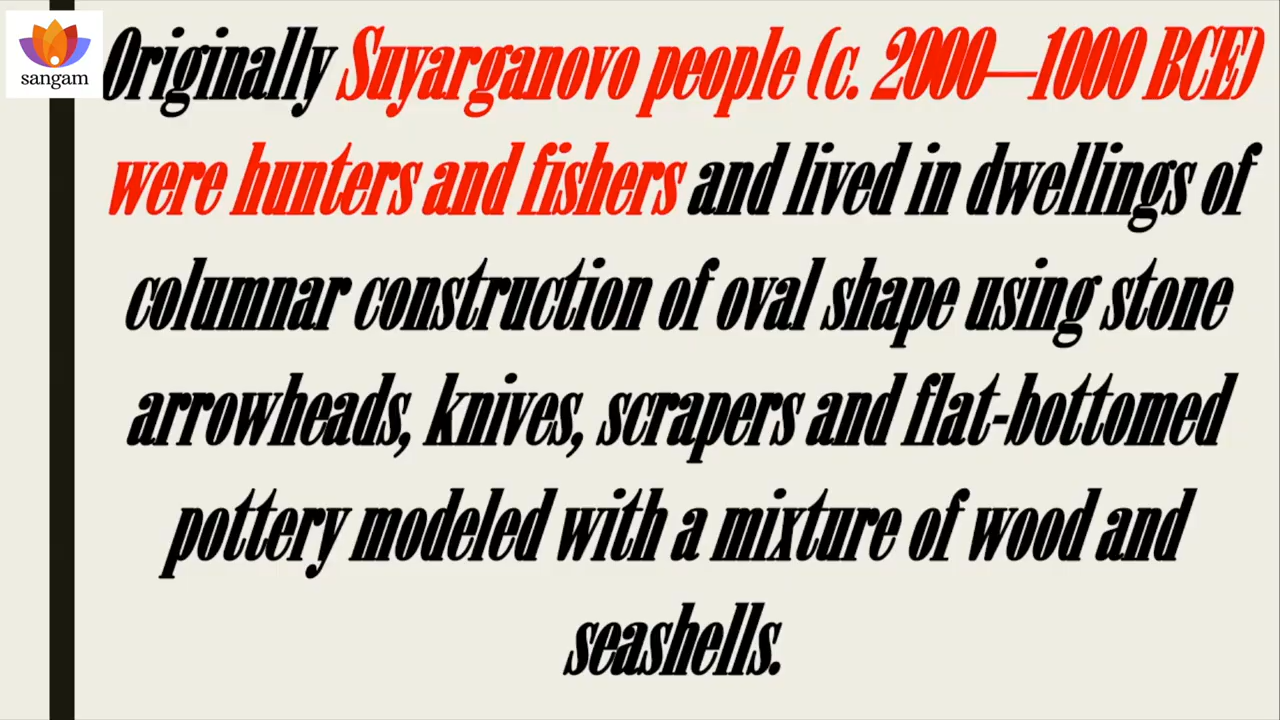 sangam
Originally Suyarganovo people (c. 2000—1000 BCE)
were hunters and fishers and lived in dwellings of
columnar construction of oval shape using stone
arrowheads, knives, scrapers and flat-bottomed
pottery modeled with a mixture of wood and
seashells.